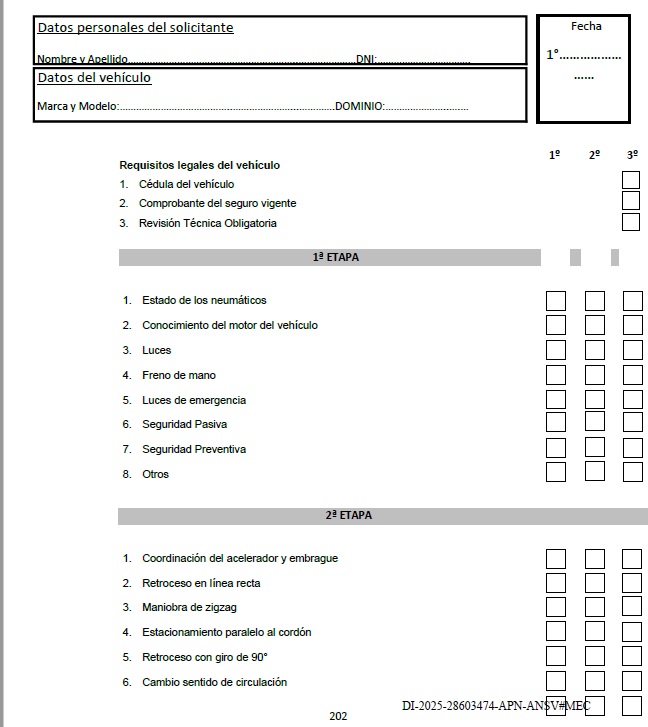 Datos personales del solicitante
Nombre y Apellido..................................................................................DNI:.................................
Datos del vehículo
Marca y Modelo:..................................................................................DOMINIO:................................
Fecha
1°..................
......
1º 2º 3º
Requisitos legales del vehículo
1. Cédula del vehículo
2. Comprobante del seguro vigente
3. Revisión Técnica Obligatoria
1ª ETAPA
1. Estado de los neumáticos
2. Conocimiento del motor del vehículo
3. Luces
4. Freno de mano
5. Luces de emergencia
6. Seguridad Pasiva
7. Seguridad Preventiva
8. Otros
2ª ETAPA
1. Coordinación del acelerador y embrague
2. Retroceso en línea recta
3. Maniobra de zigzag
4. Estacionamiento paralelo al cordón
5. Retroceso con giro de 90°
6. Cambio sentido de circulación
DI-2025-28603474-APN-ANSV#MEC
202